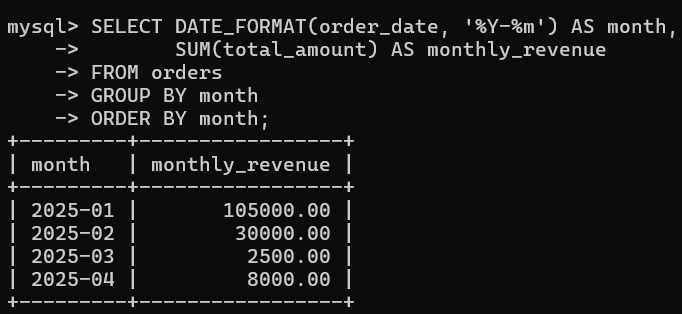 mysql> SELECT DATE_FORMAT(order_date, '%Y-%m') AS month,
    ->        SUM(total_amount) AS monthly_revenue
    -> FROM orders
    -> GROUP BY month
    -> ORDER BY month;
+---------+-----------------+
| month   | monthly_revenue |
+---------+-----------------+
| 2025-01 |       105000.00 |
| 2025-02 |        30000.00 |
| 2025-03 |         2500.00 |
| 2025-04 |         8000.00 |
+---------+-----------------+